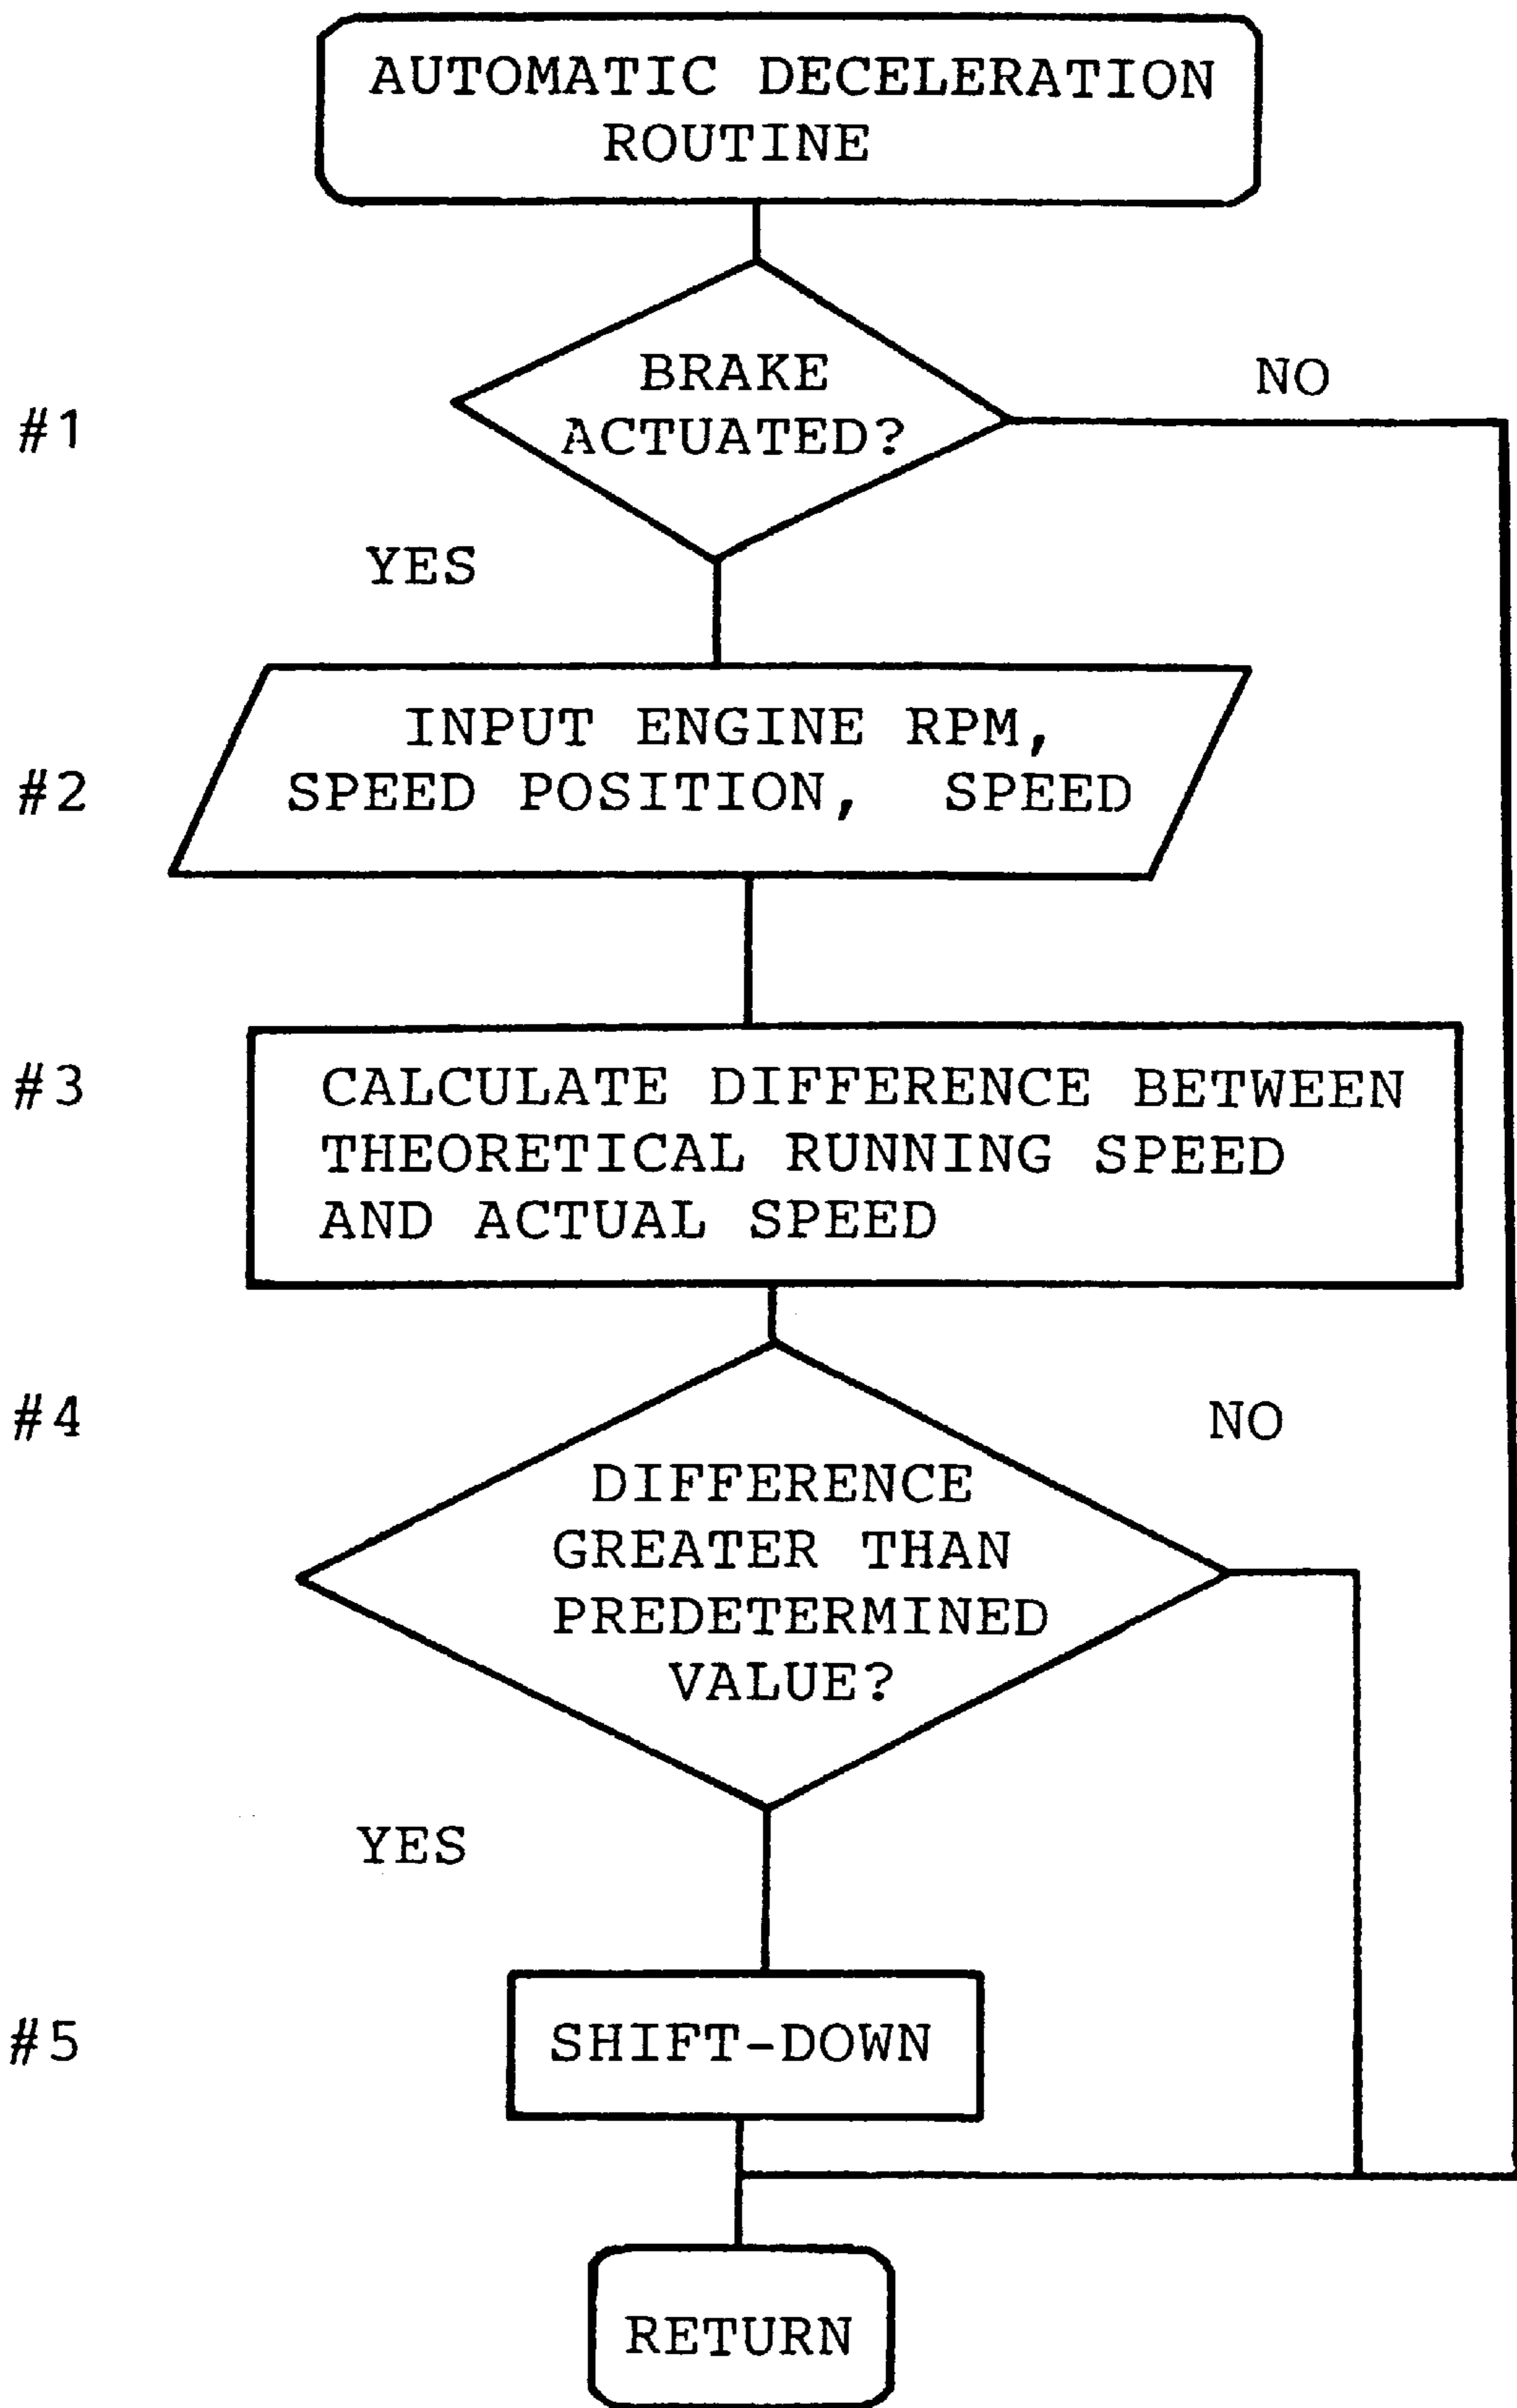 AUTOMATIC DECELERATION
ROUTINE
BRAKE
ACTUATED?
NO
#1
YES
INPUT ENGINE RPM,
SPEED POSITION, SPEED
#2
#3
CALCULATE DIFFERENCE BETWEEN
THEORETICAL RUNNING SPEED
AND ACTUAL SPEED
#4
NO
DIFFERENCE
GREATER THAN
PREDETERMINED
VALUE?
YES
#5
SHIFT-DOWN
RETURN